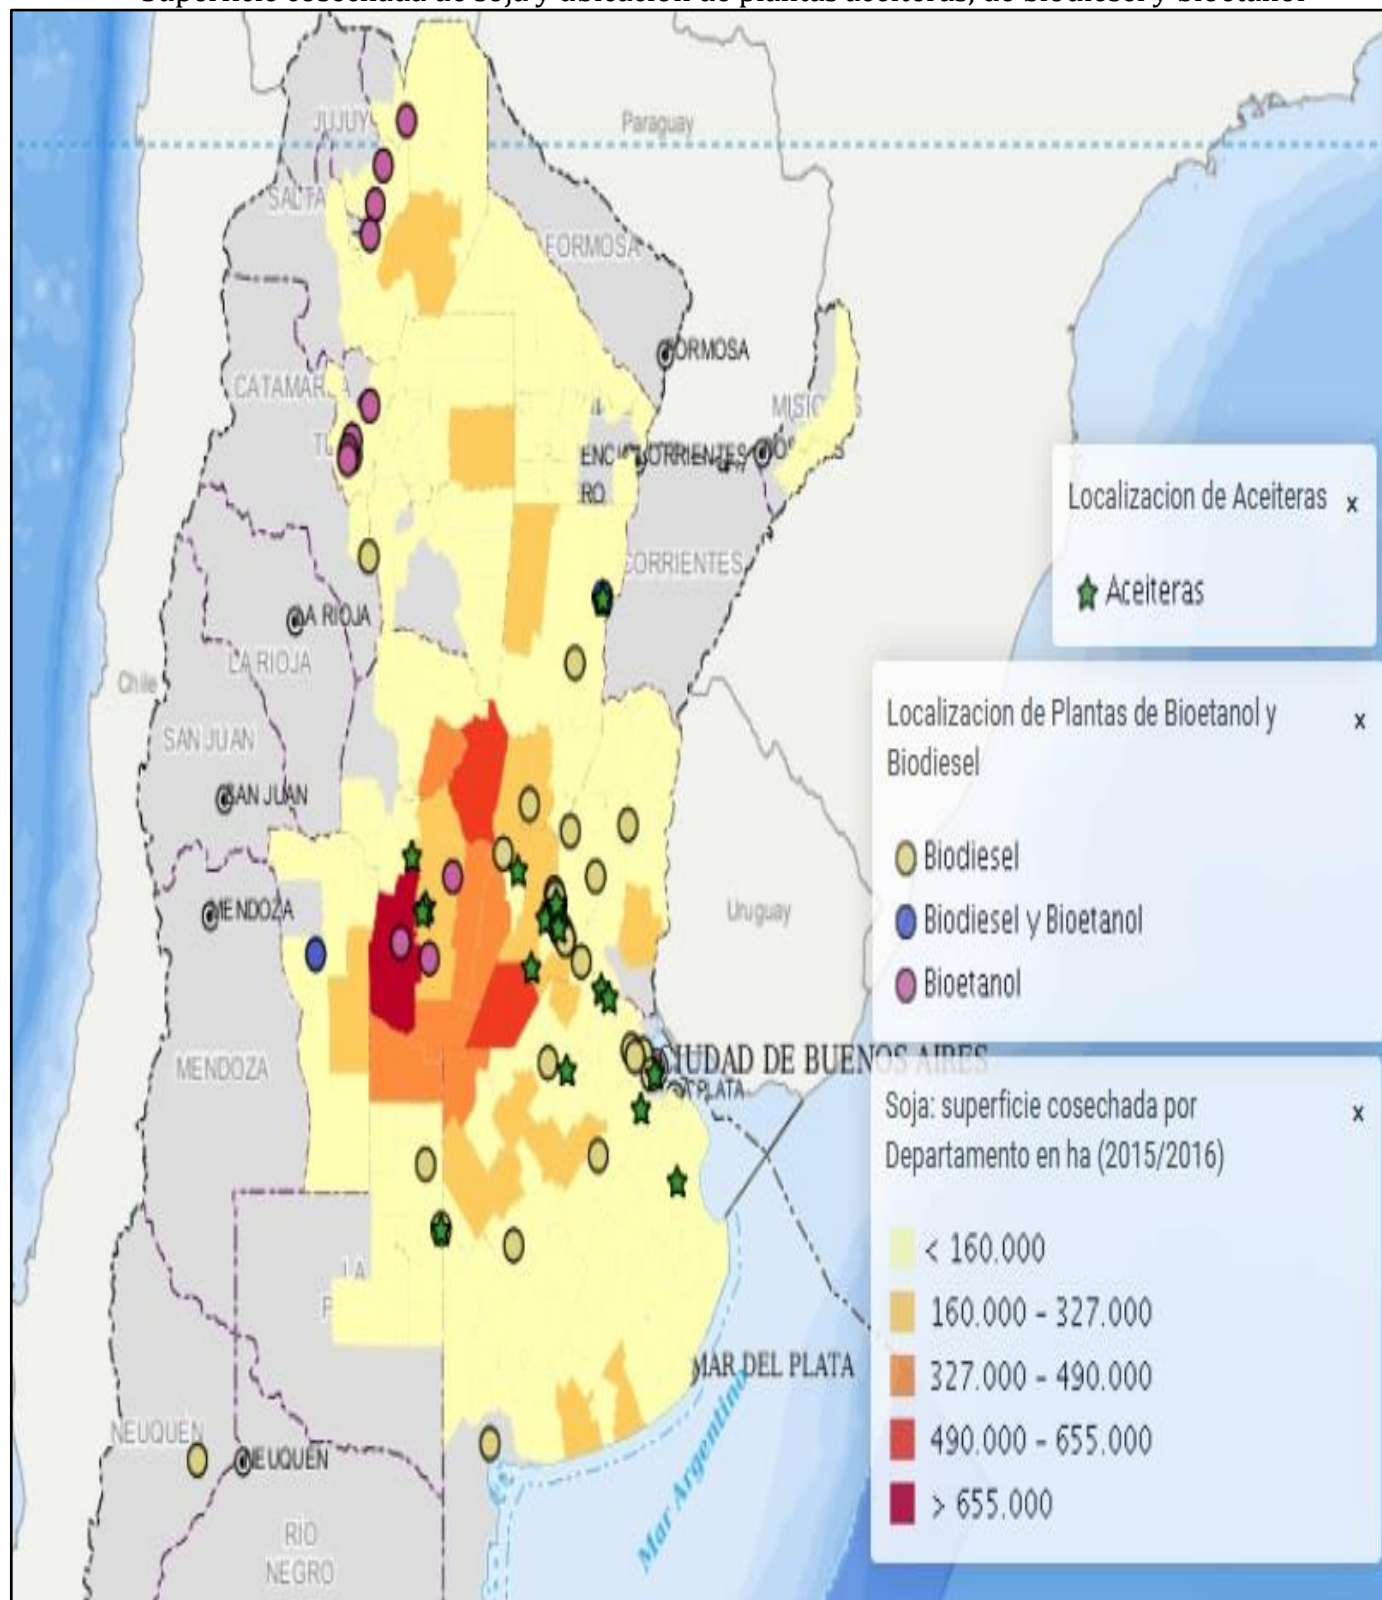 Superficie cosechada de soja y ubicación de plantas aceiteras, de biodiesel y bioetanol
JUJUY
Paraguay
SALTA
FORMOSA
FORMOSA
CATAMARCA
MISIONES
CORRIENTES
CORRIENTES
LA RIOJA
LA RIOJA
Chile
SAN JUAN
SAN JUAN
MENDOZA
Uruguay
MENDOZA
CIUDAD DE BUENOS AIRES
LA PLATA
LA
P
MAR DEL PLATA
Mar Argentino
NEUQUÉN
NEUQUEN
RÍO
NEGRO
Localizacion de Aceiteras x
Aceiteras
Localizacion de Plantas de Bioetanol y x
Biodiesel
Biodiesel
Biodiesel y Bioetanol
Bioetanol
Soja: superficie cosechada por x
Departamento en ha (2015/2016)
< 160.000
160.000 - 327.000
327.000 - 490.000
490.000 - 655.000
> 655.000